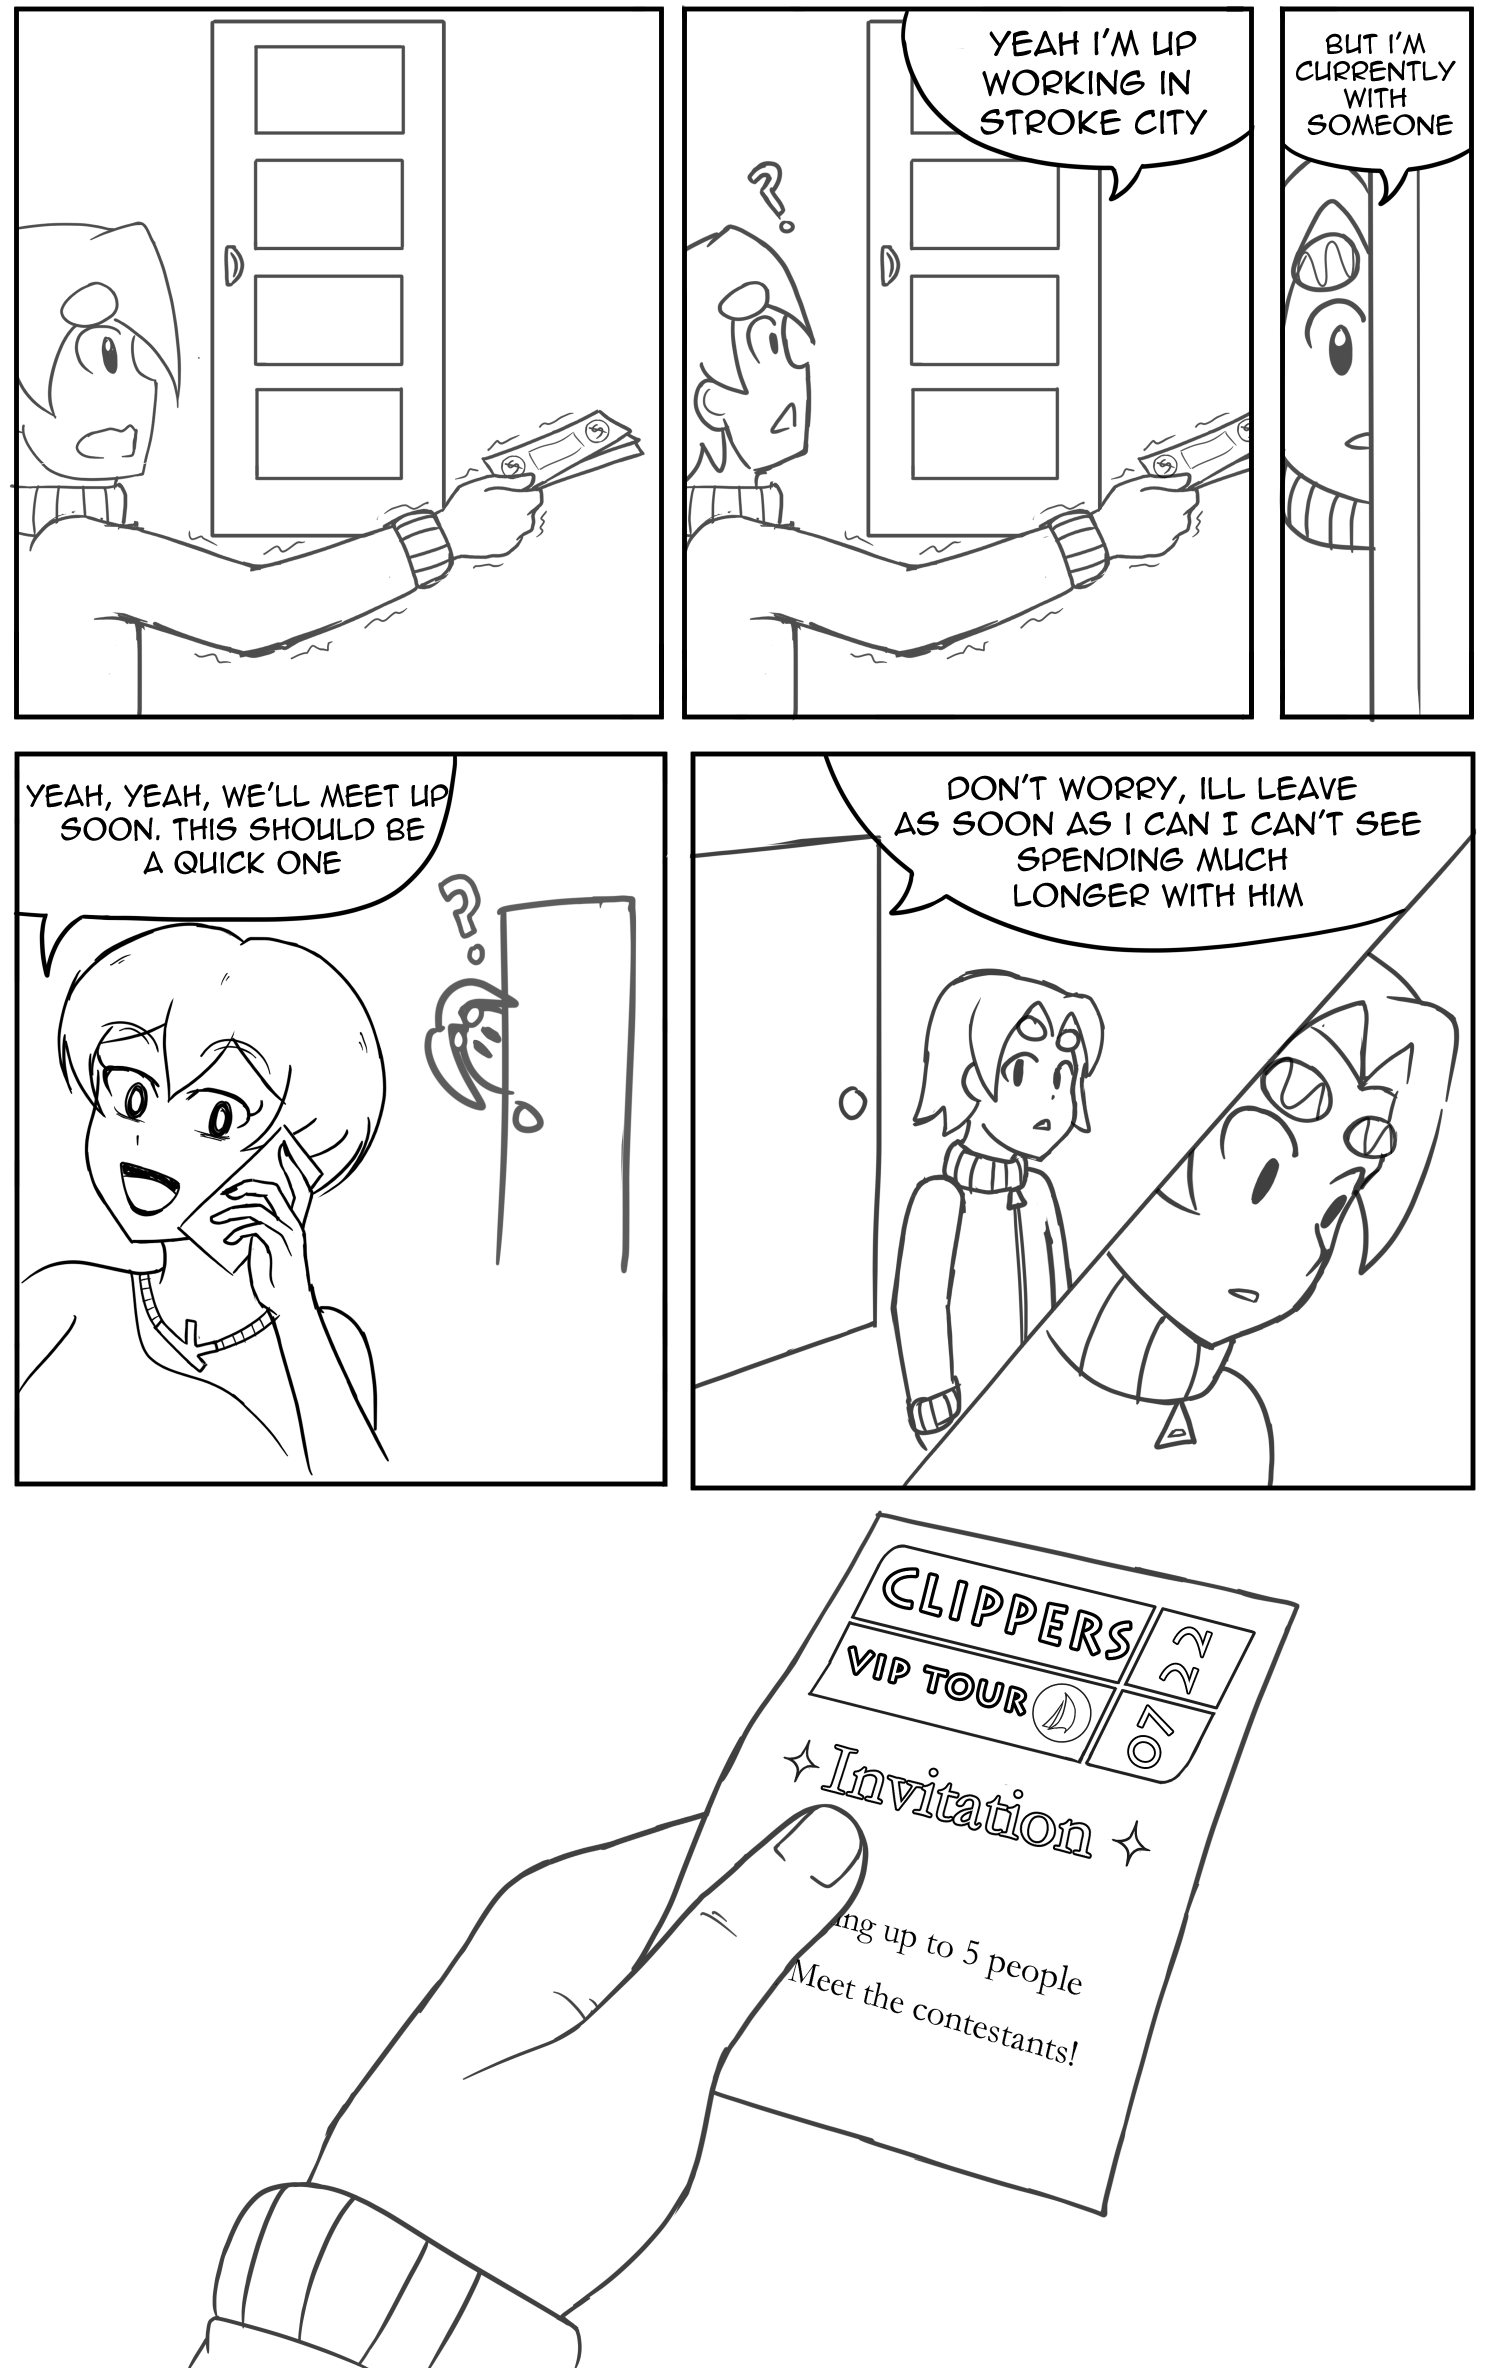 YEAH I'M UP
WORKING IN
STROKE CITY
BUT I'M
CURRENTLY
WITH
SOMEONE
?
YEAH, YEAH, WE'LL MEET UP
SOON. THIS SHOULD BE
A QUICK ONE
?
DON'T WORRY, ILL LEAVE
AS SOON AS I CAN I CAN'T SEE
SPENDING MUCH
LONGER WITH HIM
CLIPPERS
22
VIP TOUR
07
Invitation
ing up to 5 people
Meet the contestants!